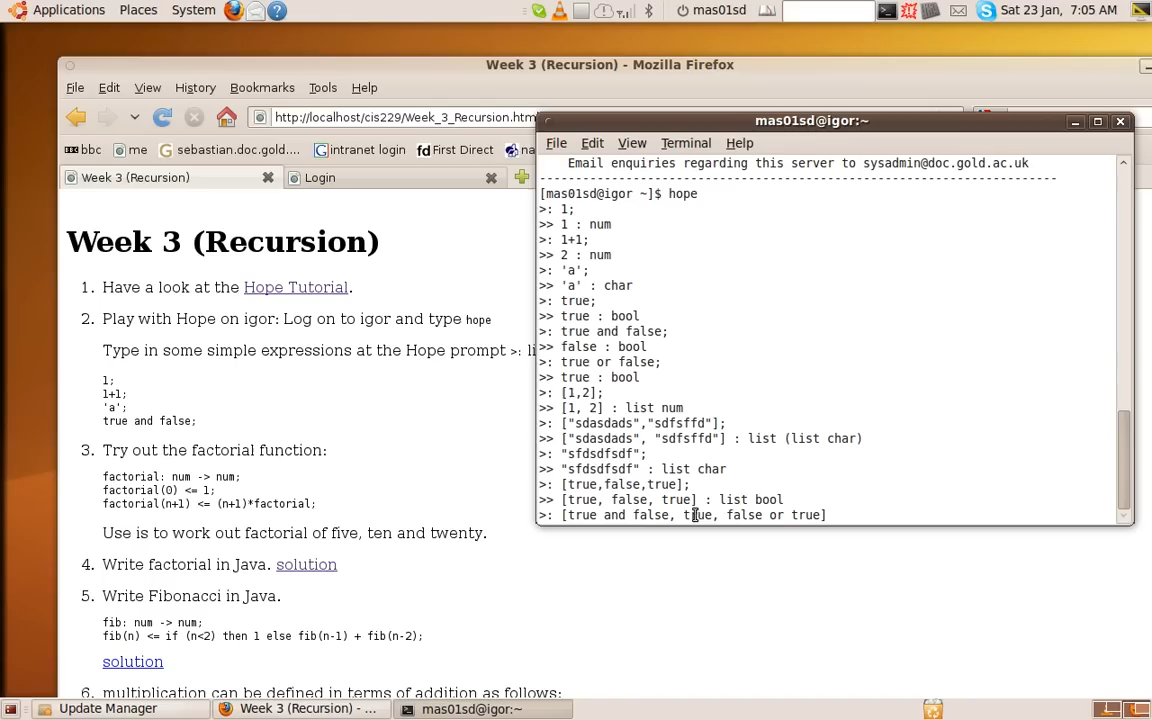 Applications Places System mas01sd Sat 23 Jan, 7:05 AM
Week 3 (Recursion) - Mozilla Firefox
File Edit View History Bookmarks Tools Help
http://localhost/cis229/Week_3_Recursion.htm
bbc me sebastian.doc.gold.... intranet login First Direct na
Week 3 (Recursion) Login
Week 3 (Recursion)
1. Have a look at the Hope Tutorial.
2. Play with Hope on igor: Log on to igor and type hope
Type in some simple expressions at the Hope prompt >: li
1;
1+1;
'a';
true and false;
3. Try out the factorial function:
factorial: num -> num;
factorial(0) <= 1;
factorial(n+1) <= (n+1)*factorial;
Use is to work out factorial of five, ten and twenty.
4. Write factorial in Java. solution
5. Write Fibonacci in Java.
fib: num -> num;
fib(n) <= if (n<2) then 1 else fib(n-1) + fib(n-2);
solution
6. multiplication can be defined in terms of addition as follows:
mas01sd@igor:~
File Edit View Terminal Help
Email enquiries regarding this server to sysadmin@doc.gold.ac.uk
------------------------------------------------------------------------
[mas01sd@igor ~]$ hope
>: 1;
>> 1 : num
>: 1+1;
>> 2 : num
>: 'a';
>> 'a' : char
>: true;
>> true : bool
>: true and false;
>> false : bool
>: true or false;
>> true : bool
>: [1,2];
>> [1, 2] : list num
>: ["sdasdads","sdfsffd"];
>> ["sdasdads", "sdfsffd"] : list (list char)
>: "sfdsdfsdf";
>> "sfdsdfsdf" : list char
>: [true,false,true];
>> [true, false, true] : list bool
>: [true and false, true, false or true]
Update Manager Week 3 (Recursion) - ... mas01sd@igor:~